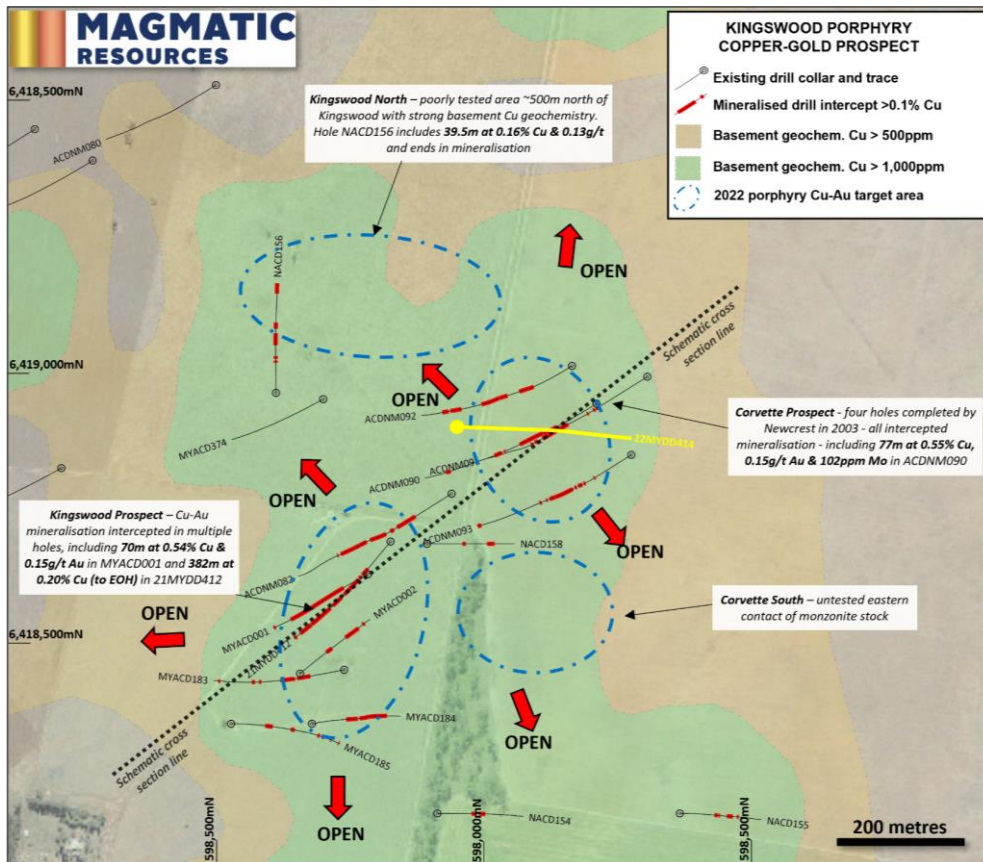 MAGMATIC
RESOURCES
KINGSWOOD PORPHYRY
COPPER-GOLD PROSPECT
Existing drill collar and trace
Mineralised drill intercept >0.1% Cu
Basement geochem. Cu > 500ppm
Basement geochem. Cu > 1,000ppm
2022 porphyry Cu-Au target area
6,418,500mN
ACDNM080
Kingswood North – poorly tested area ~500m north of
Kingswood with strong basement Cu geochemistry.
Hole NACD156 includes 39.5m at 0.16% Cu & 0.13g/t
and ends in mineralisation
NACD156
OPEN
Schematic cross
section line
6,419,000mN
OPEN
ACDNM092
MYACD374
22MYDD414
Corvette Prospect - four holes completed by
Newcrest in 2003 - all intercepted
mineralisation - including 77m at 0.55% Cu,
0.15g/t Au & 102ppm Mo in ACDNM090
ACDNM09
ACDNM090
OPEN
Kingswood Prospect – Cu-Au
mineralisation intercepted in multiple
holes, including 70m at 0.54% Cu &
0.15g/t Au in MYACD001 and 382m at
0.20% Cu (to EOH) in 21MYDD412
ACDNM093
NACD158
OPEN
ACDNM082
MYACD002
Corvette South – untested eastern
contact of monzonite stock
OPEN
6,418,500mN
MYACD001
21MYDD412
MYACD183
MYACD184
OPEN
MYACD185
Schematic cross
section line
OPEN
598,500mN
598,000mN
598,500mN
NACD154
NACD155
200 metres